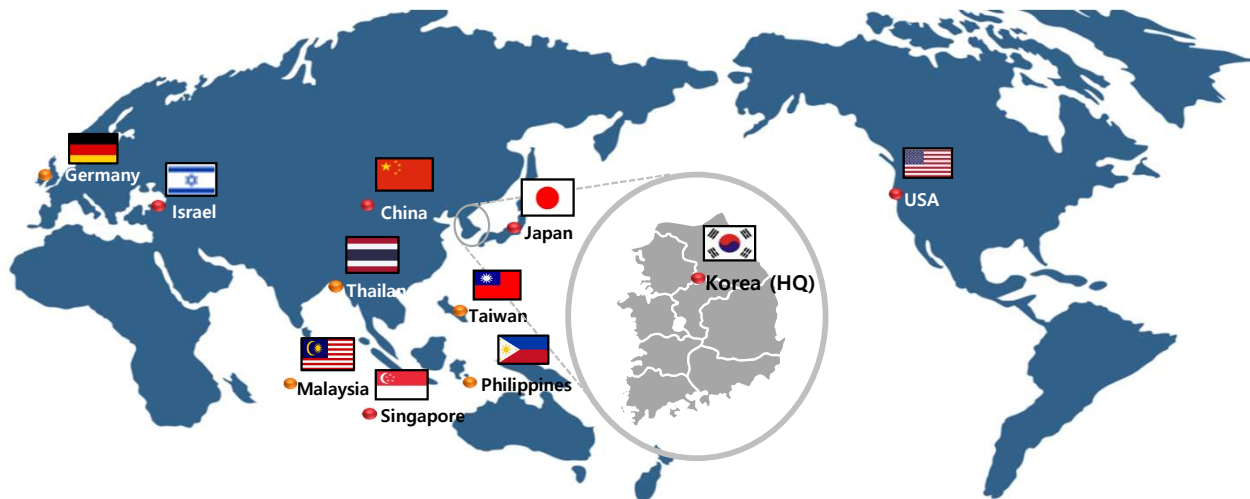 Germany
Israel
China
Japan
USA
Thailan
Korea (HQ)
Taiwan
Malaysia
Philippines
Singapore